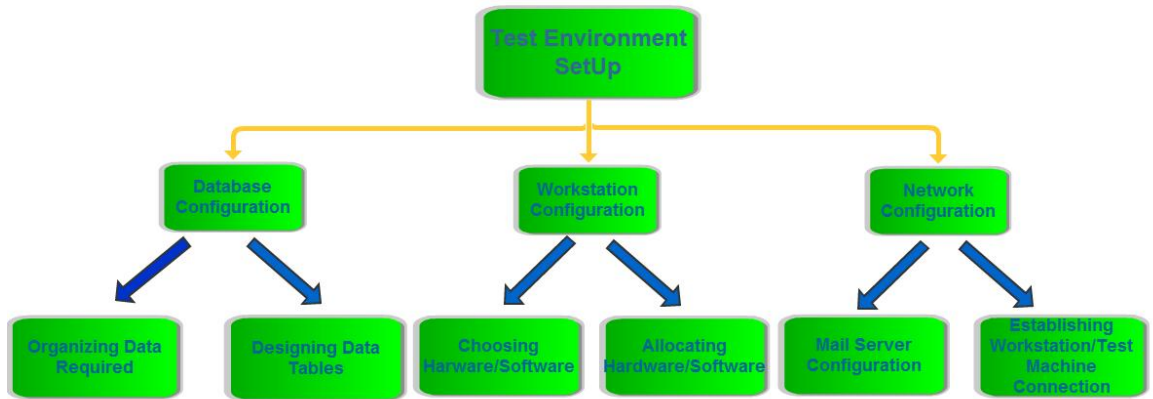 Test Environment
SetUp
Database
Configuration
Workstation
Configuration
Network
Configuration
Organizing Data
Required
Designing Data
Tables
Choosing
Harware/Software
Allocating
Hardware/Software
Mail Server
Configuration
Establishing
Workstation/Test
Machine
Connection